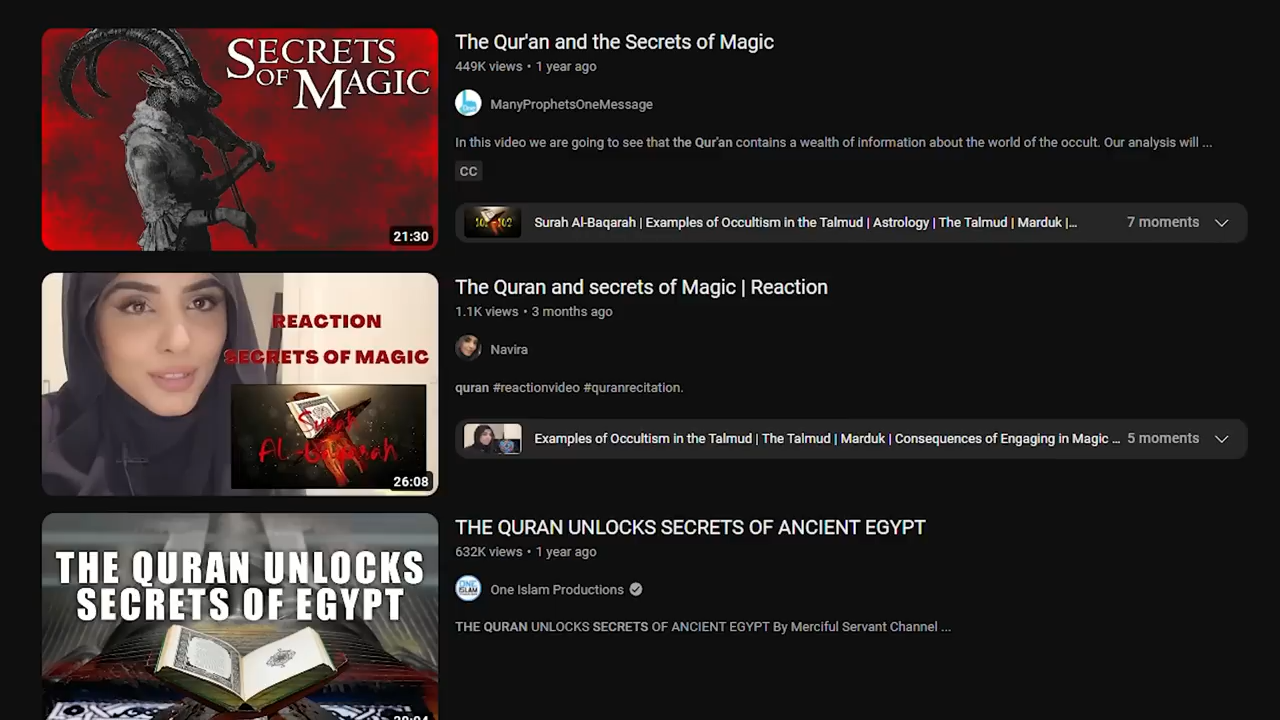 SECRETS
OF MAGIC
21:30
The Qur'an and the Secrets of Magic
449K views • 1 year ago
ManyProphetsOneMessage
In this video we are going to see that the Qur'an contains a wealth of information about the world of the occult. Our analysis will ...
CC
Surah Al-Baqarah | Examples of Occultism in the Talmud | Astrology | The Talmud | Marduk |...
7 moments
REACTION
SECRETS OF MAGIC
Surah
Al-Baqarah
26:08
The Quran and secrets of Magic | Reaction
1.1K views • 3 months ago
Navira
quran #reactionvideo #quranrecitation.
Examples of Occultism in the Talmud | The Talmud | Marduk | Consequences of Engaging in Magic ...
5 moments
THE QURAN UNLOCKS
SECRETS OF EGYPT
THE QURAN UNLOCKS SECRETS OF ANCIENT EGYPT
632K views • 1 year ago
ONE
ISLAM
One Islam Productions
THE QURAN UNLOCKS SECRETS OF ANCIENT EGYPT By Merciful Servant Channel ...